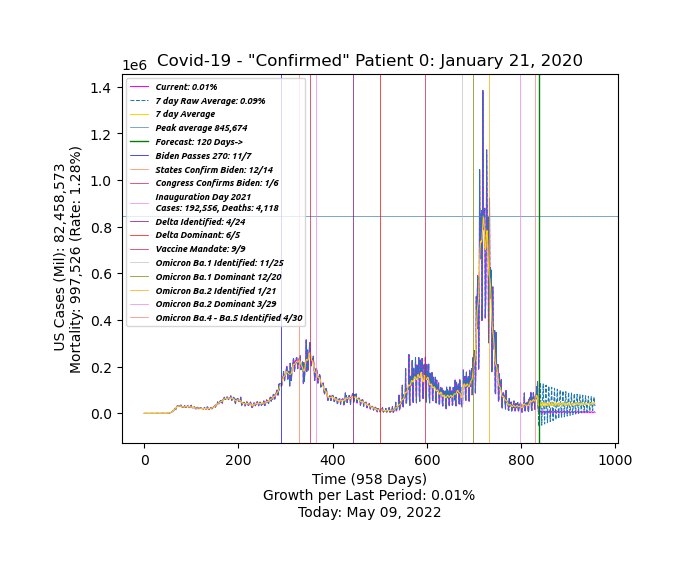 Covid-19 - "Confirmed" Patient 0: January 21, 2020
1e6
1.4
1.2
1.0
0.8
0.6
0.4
0.2
0.0
US Cases (Mil): 82,458,573
Mortality: 997,526 (Rate: 1.28%)
Current: 0.01%
7 day Raw Average: 0.09%
7 day Average
Peak average 845,674
Forecast: 120 Days->
Biden Passes 270: 11/7
States Confirm Biden: 12/14
Congress Confirms Biden: 1/6
Inauguration Day 2021
Cases: 192,556, Deaths: 4,118
Delta Identified: 4/24
Delta Dominant: 6/5
Vaccine Mandate: 9/9
Omicron Ba.1 Identified: 11/25
Omicron Ba.1 Dominant 12/20
Omicron Ba.2 Identified 1/21
Omicron Ba.2 Dominant 3/29
Omicron Ba.4 - Ba.5 Identified 4/30
0 200 400 600 800 1000
Time (958 Days)
Growth per Last Period: 0.01%
Today: May 09, 2022